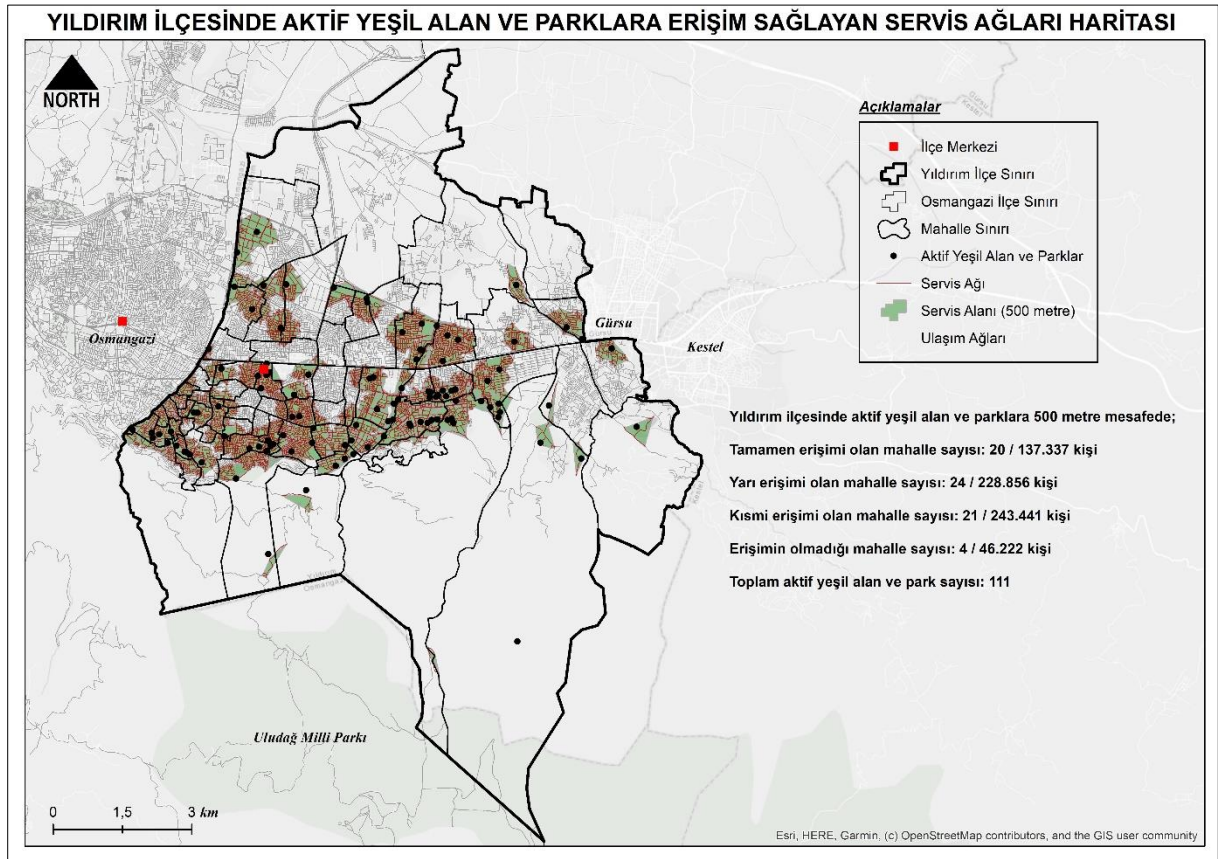 YILDIRIM İLÇESİNDE AKTİF YEŞİL ALAN VE PARKLARA ERİŞİM SAĞLAYAN SERVİS AĞLARI HARİTASI
NORTH
Gürsu
Kestel
Açıklamalar
İlçe Merkezi
Yıldırım İlçe Sınırı
Osmangazi İlçe Sınırı
Mahalle Sınırı
Aktif Yeşil Alan ve Parklar
Servis Ağı
Servis Alanı (500 metre)
Ulaşım Ağları
Osmangazi
Gürsu
Kestel
Yıldırım ilçesinde aktif yeşil alan ve parklara 500 metre mesafede;
Tamamen erişimi olan mahalle sayısı: 20 / 137.337 kişi
Yarı erişimi olan mahalle sayısı: 24 / 228.856 kişi
Kısmi erişimi olan mahalle sayısı: 21 / 243.441 kişi
Erişimin olmadığı mahalle sayısı: 4 / 46.222 kişi
Toplam aktif yeşil alan ve park sayısı: 111
Yıldırım
Osmangazi
Uludağ Milli Parkı
0 1,5 3 km
Esri, HERE, Garmin, (c) OpenStreetMap contributors, and the GIS user community